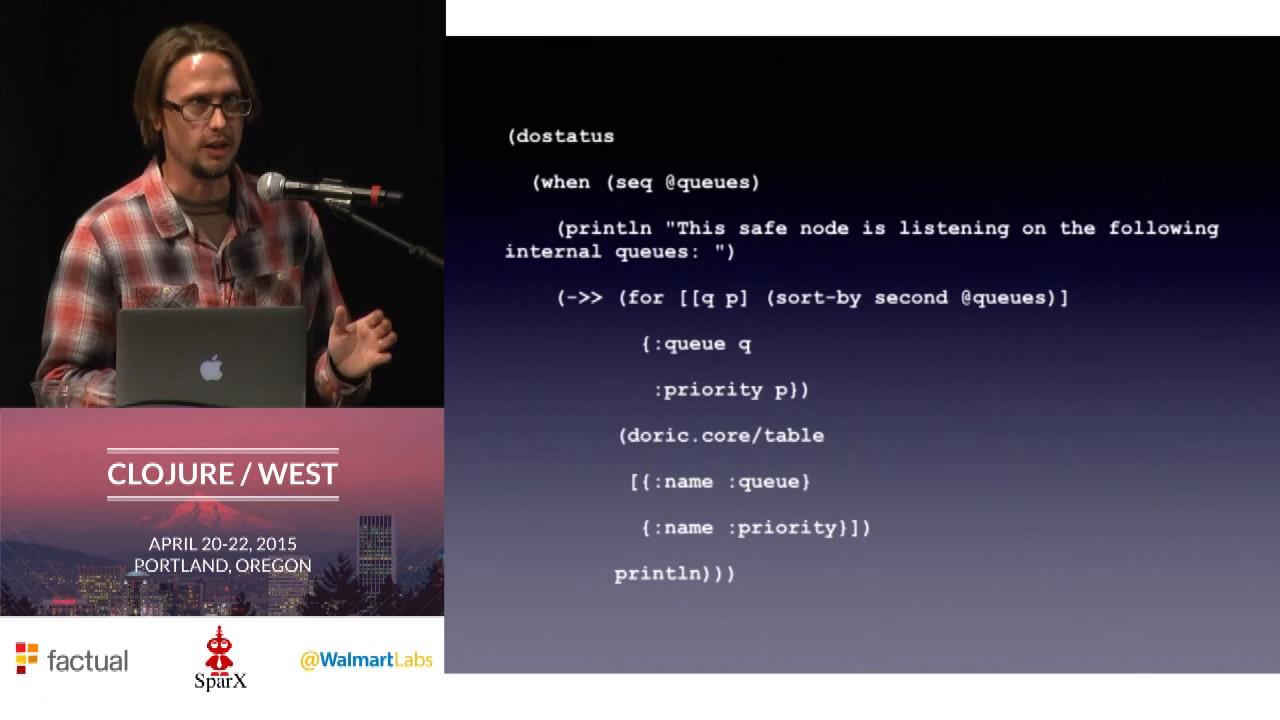 (dostatus
(when (seq @queues)
(println "This safe node is listening on the following
internal queues: ")
(->> (for [[q p] (sort-by second @queues)]
{:queue q
:priority p})
(doric.core/table
[{:name :queue}
{:name :priority}])
println)))
CLOJURE / WEST
APRIL 20-22, 2015
PORTLAND, OREGON
factual
SparX
@WalmartLabs